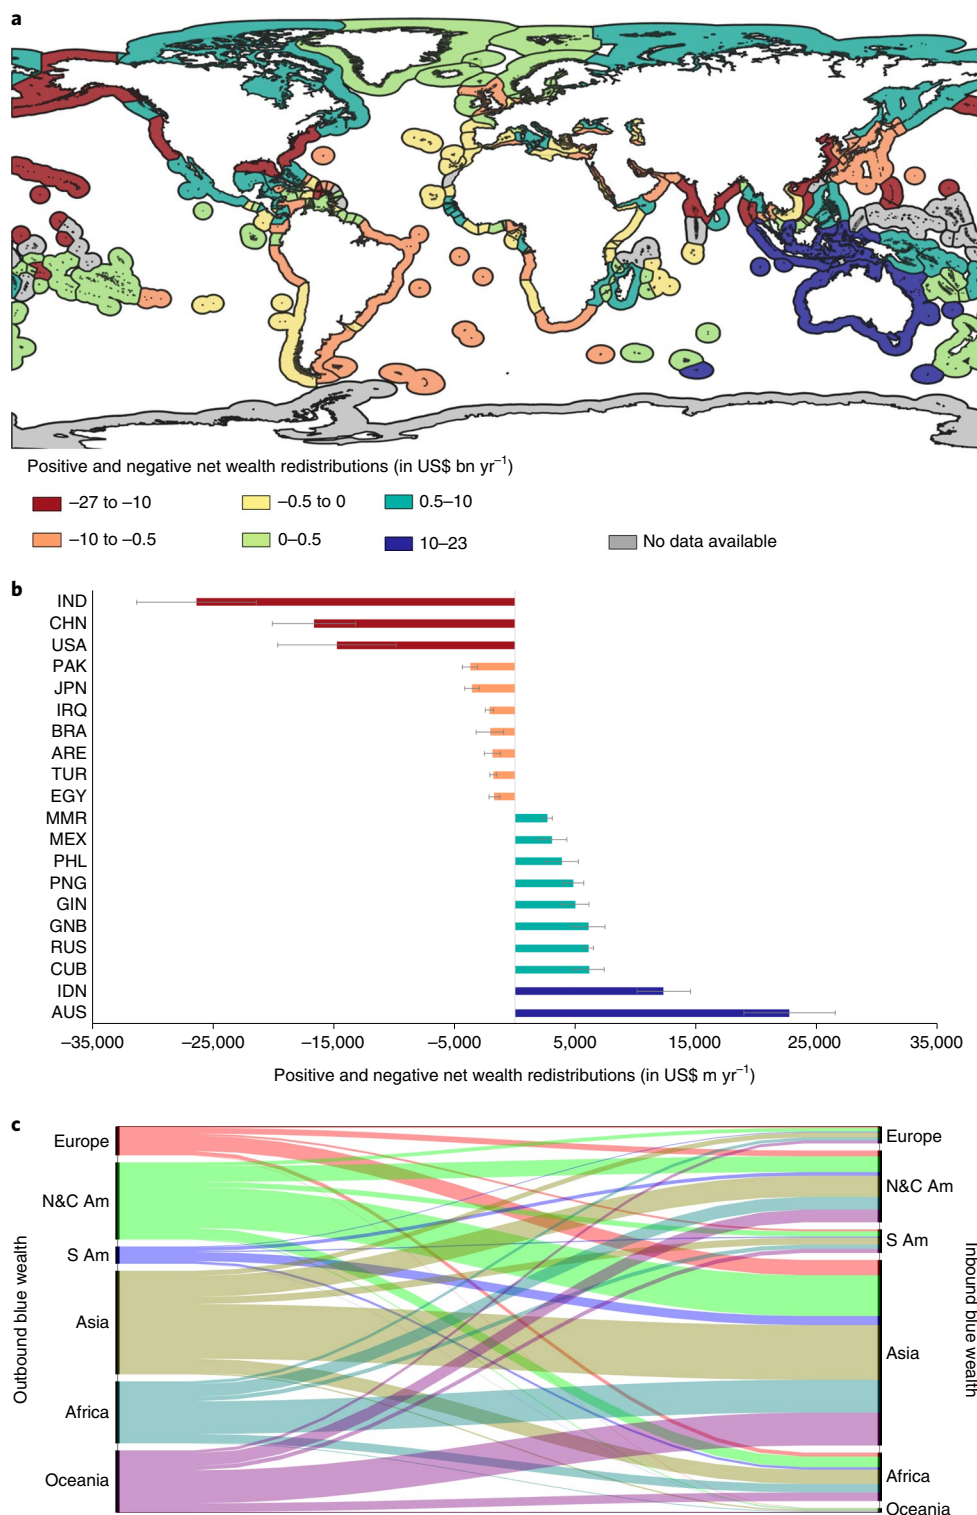 a
Positive and negative net wealth redistributions (in US$ bn yr⁻¹)
−27 to −10
−0.5 to 0
0.5–10
−10 to −0.5
0–0.5
10–23
No data available
b
IND
CHN
USA
PAK
JPN
IRQ
BRA
ARE
TUR
EGY
MMR
MEX
PHL
PNG
GIN
GNB
RUS
CUB
IDN
AUS
−35,000
−25,000
−15,000
−5,000
5,000
15,000
25,000
35,000
Positive and negative net wealth redistributions (in US$ m yr⁻¹)
c
Outbound blue wealth
Europe
N&C Am
S Am
Asia
Africa
Oceania
Europe
N&C Am
S Am
Asia
Africa
Oceania
Inbound blue wealth